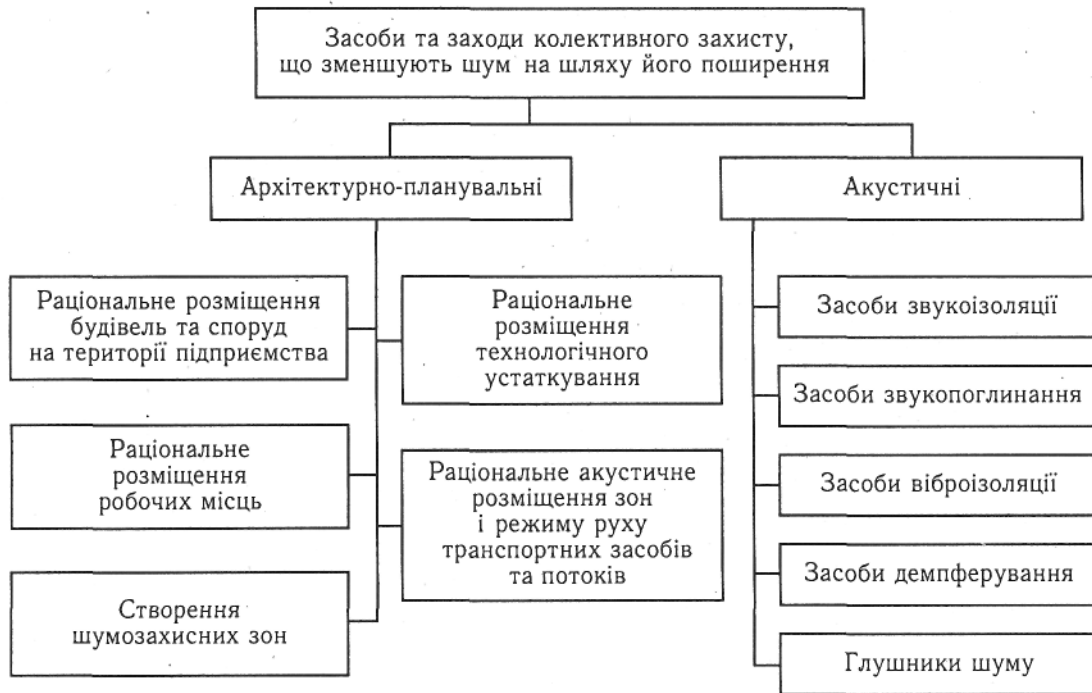 Засоби та заходи колективного захисту,
що зменшують шум на шляху його поширення
Архітектурно-планувальні
Акустичні
Раціональне розміщення
будівель та споруд
на території підприємства
Раціональне
розміщення
технологічного
устаткування
Раціональне
розміщення
робочих місць
Раціональне акустичне
розміщення зон
і режиму руху
транспортних засобів
та потоків
Створення
шумозахисних зон
Засоби звукоізоляції
Засоби звукопоглинання
Засоби віброізоляції
Засоби демпферування
Глушники шуму